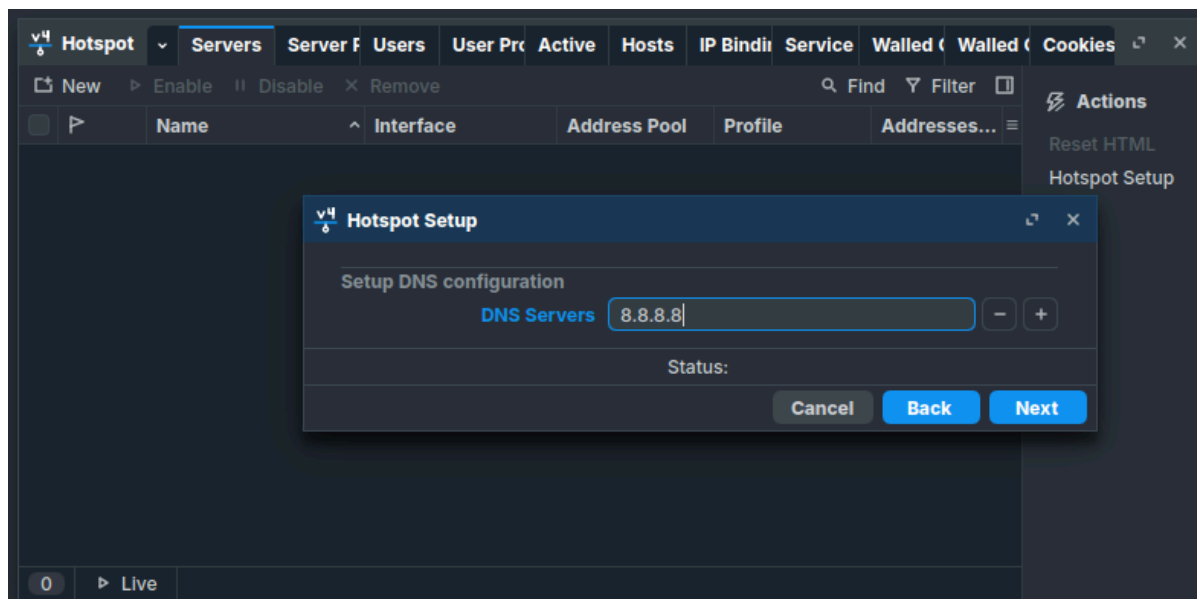 Hotspot Servers Server P Users User Pro Active Hosts IP Bindin Service Walled G Walled G Cookies
New Enable Disable Remove Find Filter
Name Interface Address Pool Profile Addresses...
Actions
Reset HTML
Hotspot Setup
Hotspot Setup
Setup DNS configuration
DNS Servers 8.8.8.8
Status:
Cancel Back Next
0 Live